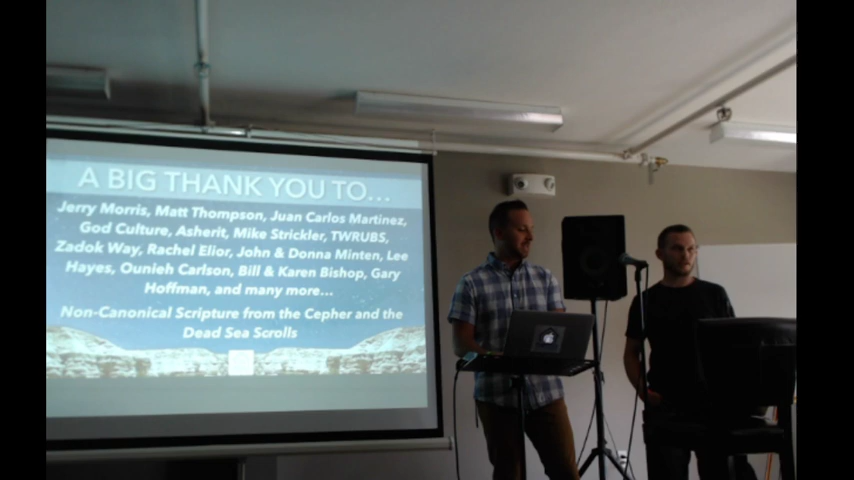 A BIG THANK YOU TO...
Jerry Morris, Matt Thompson, Juan Carlos Martinez,
God Culture, Asherit, Mike Strickler, TWRUBS,
Zadok Way, Rachel Elior, John & Donna Minten, Lee
Hayes, Ounieh Carlson, Bill & Karen Bishop, Gary
Hoffman, and many more...
Non-Canonical Scripture from the Cepher and the
Dead Sea Scrolls